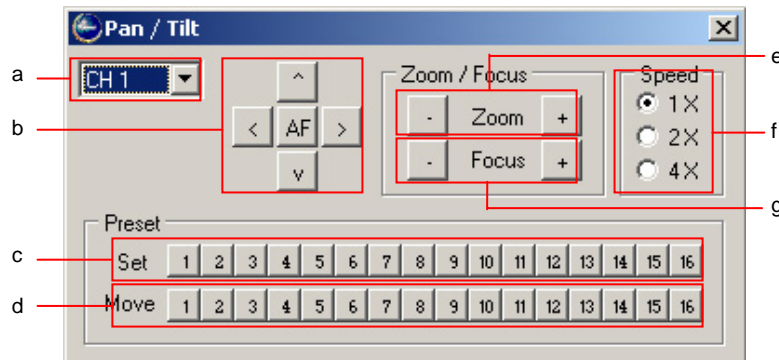 Pan / Tilt
e
a
CH 1
^
Zoom / Focus
Speed
- Zoom +
1X
b
< AF >
2X
f
- Focus +
v
4X
g
Preset
c
Set 1 2 3 4 5 6 7 8 9 10 11 12 13 14 15 16
d
Move 1 2 3 4 5 6 7 8 9 10 11 12 13 14 15 16